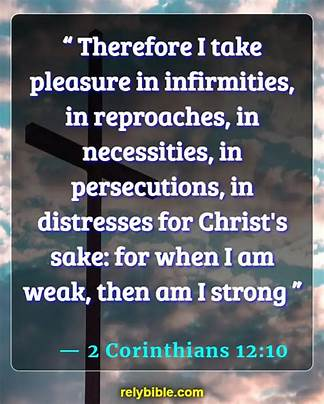 “ Therefore I take
pleasure in infirmities,
in reproaches, in
necessities, in
persecutions, in
distresses for Christ's
sake: for when I am
weak, then am I strong ”
— 2 Corinthians 12:10
relybible.com